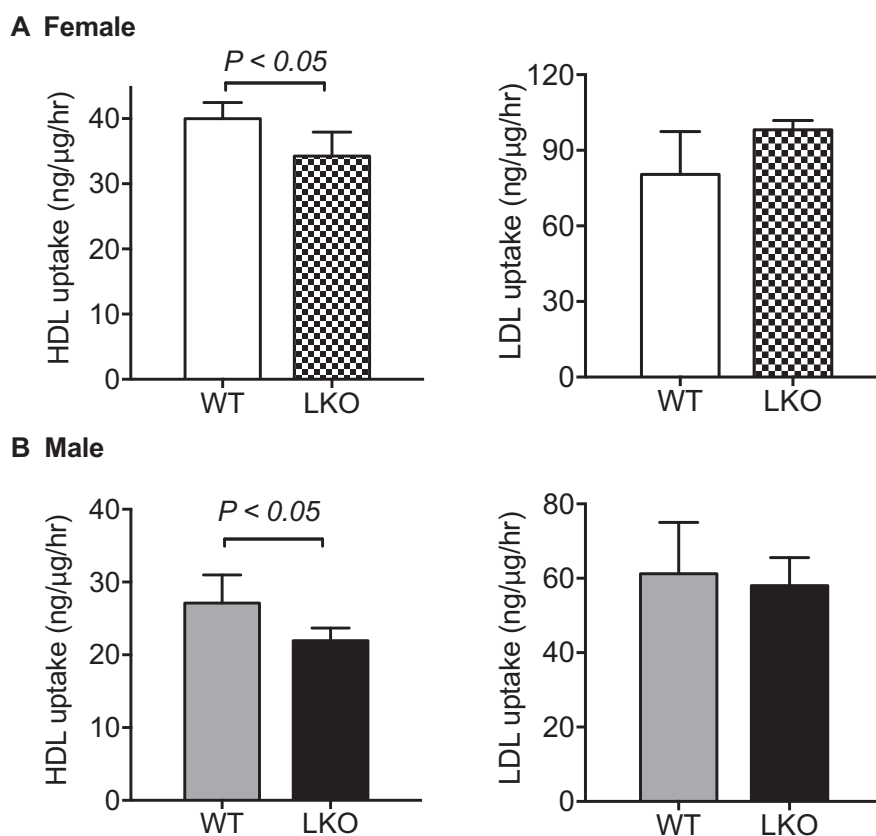 A Female
P < 0.05
HDL uptake (ng/µg/hr)
40
30
20
10
0
WT
LKO
LDL uptake (ng/µg/hr)
120
90
60
30
0
WT
LKO
B Male
P < 0.05
HDL uptake (ng/µg/hr)
40
30
20
10
0
WT
LKO
LDL uptake (ng/µg/hr)
80
60
40
20
0
WT
LKO